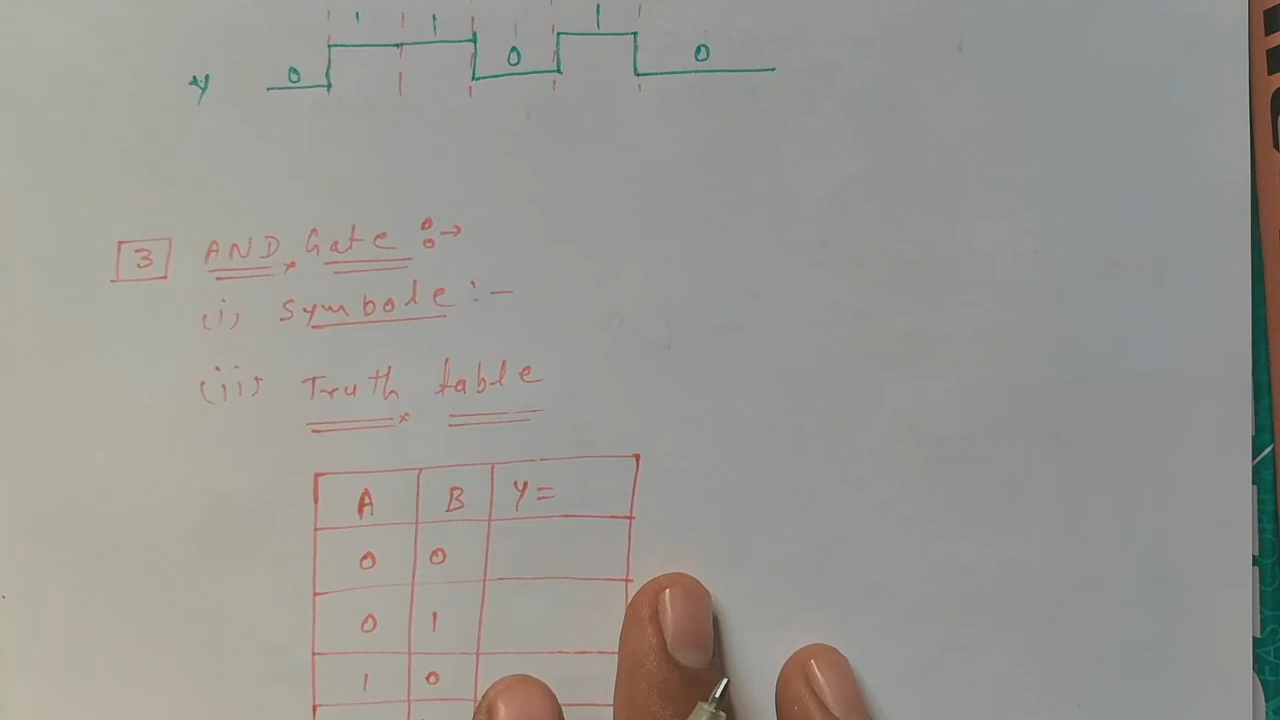 1 1 0 1 0
Y 0
3 AND Gate :→
(i) Symbole :-
(ii) Truth table
A B Y=
0 0
0 1
1 0